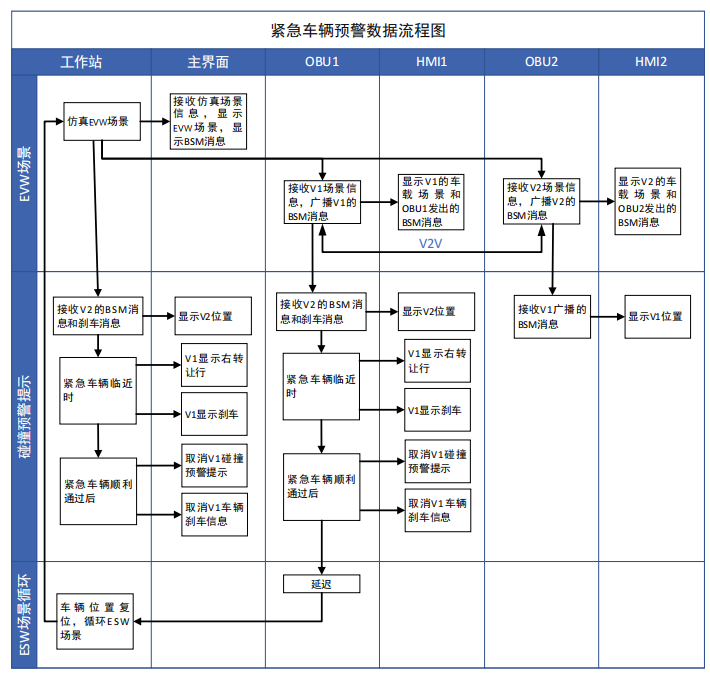 紧急车辆预警数据流程图
工作站
主界面
OBU1
HMI1
OBU2
HMI2
EVW场景
仿真EVW场景
接收仿真场景
信息，显示
EVW场景，显
示BSM消息
接收V1场景信
息，广播V1的
BSM消息
显示V1的车
载场景和
OBU1发出的
BSM消息
接收V2场景信
息，广播V2的
BSM消息
显示V2的车
载场景和
OBU2发出的
BSM消息
V2V
碰撞预警提示
接收V2的BSM消
息和刹车消息
显示V2位置
接收V2的BSM消
息和刹车消息
显示V2位置
接收V1广播的
BSM消息
显示V1位置
紧急车辆临近
时
V1显示右转
让行
V1显示刹车
紧急车辆临近
时
V1显示右转
让行
V1显示刹车
紧急车辆顺利
通过后
取消V1碰撞
预警提示
取消V1车辆
刹车信息
紧急车辆顺利
通过后
取消V1碰撞
预警提示
取消V1车辆
刹车信息
ESW场景循环
延迟
车辆位置复
位，循环ESW
场景